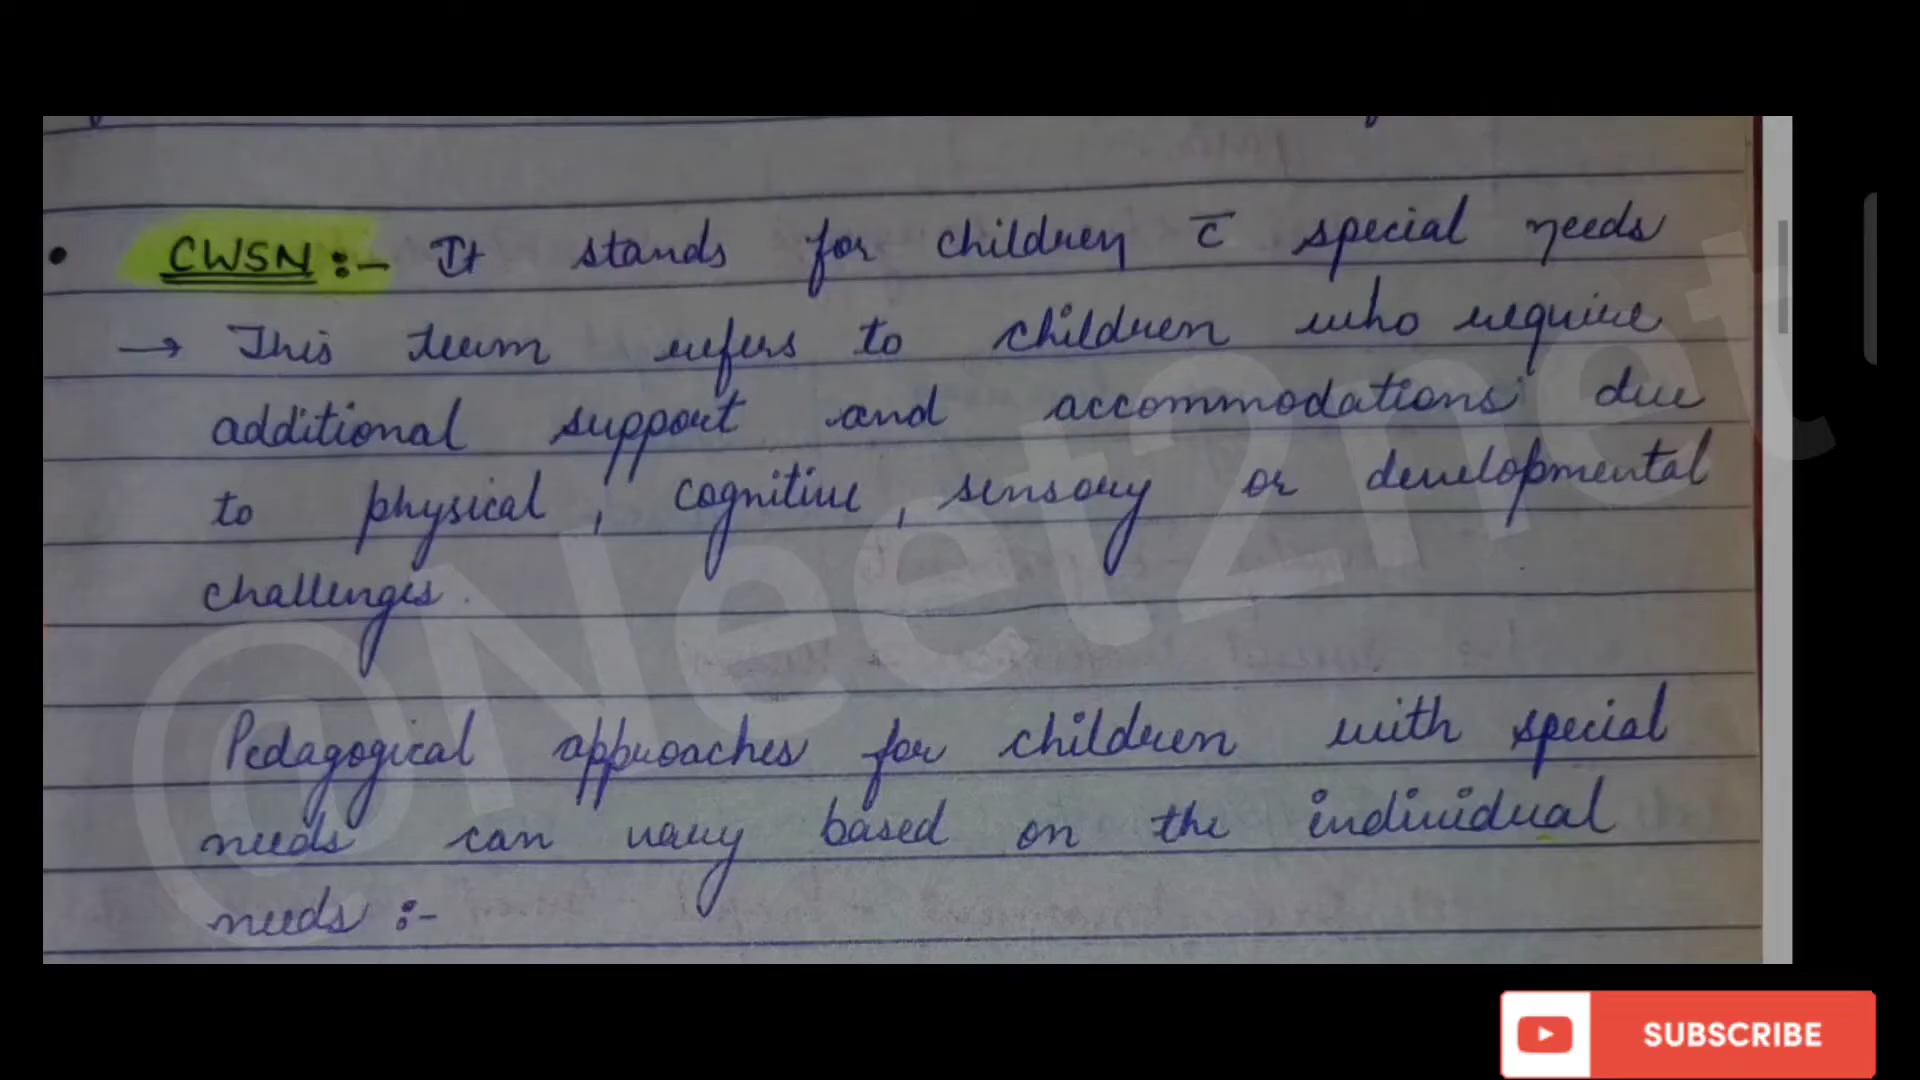 • CWSN :- It stands for children c̄ special needs
→ This term refers to children who require
additional support and accommodations due
to physical, cognitive, sensory or developmental
challenges.
Pedagogical approaches for children with special
needs can vary based on the individual
needs :-
@Neet2net
SUBSCRIBE